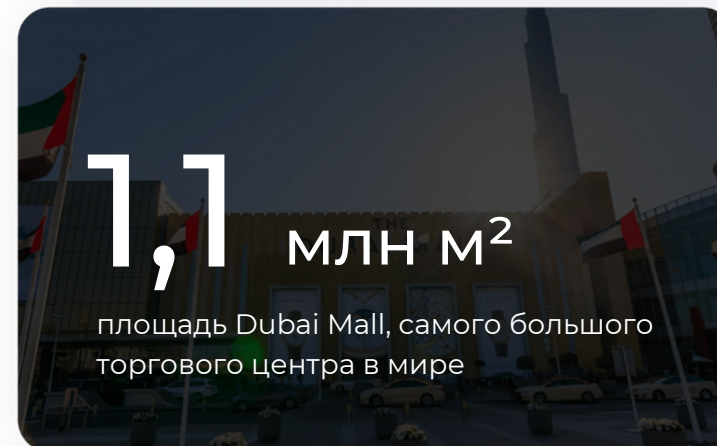 1,1 млн м²
площадь Dubai Mall, самого большого
торгового центра в мире